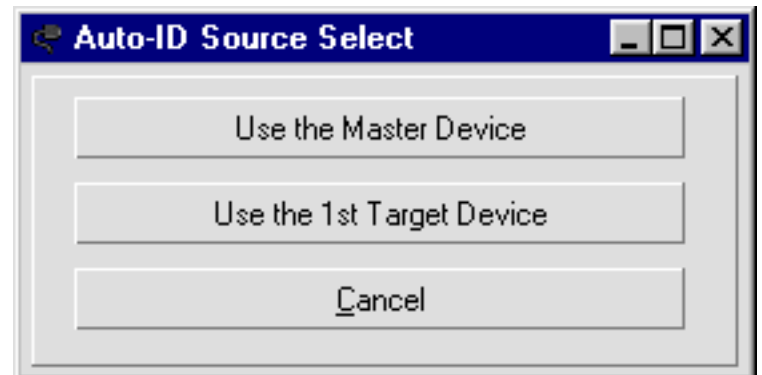 Auto-ID Source Select
Use the Master Device
Use the 1st Target Device
Cancel